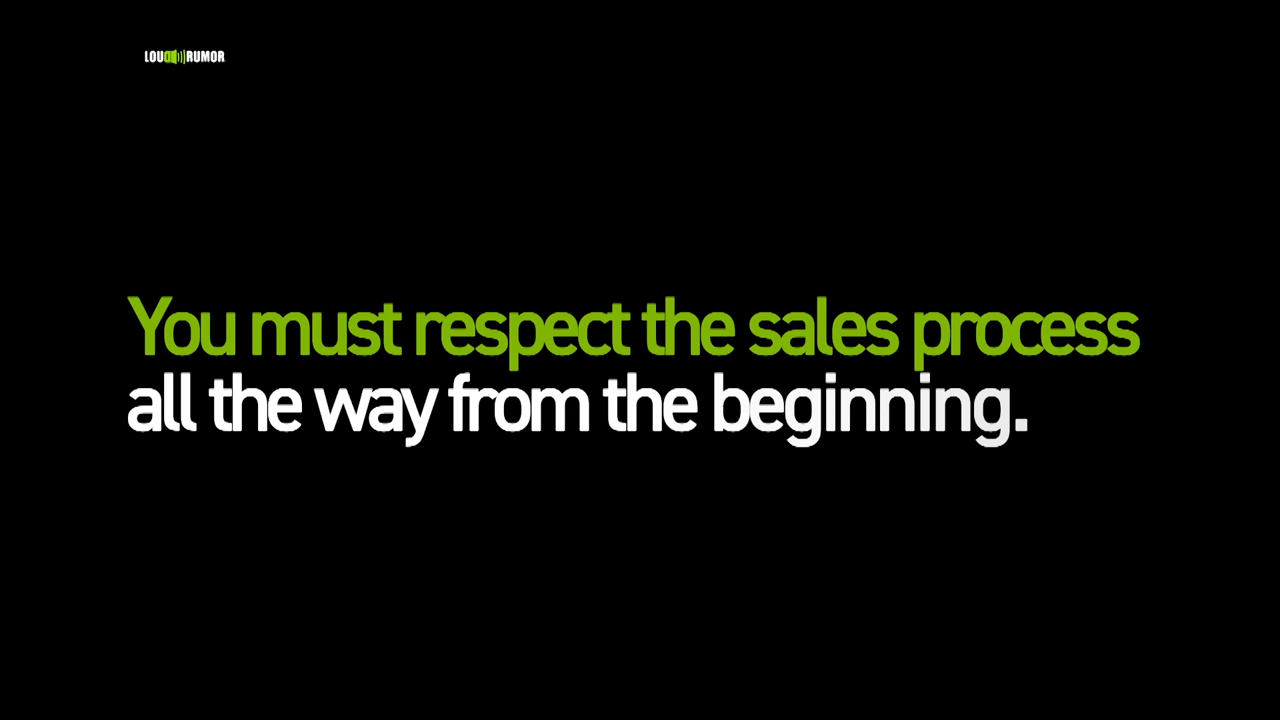 LOUD RUMOR
You must respect the sales process
all the way from the beginning.